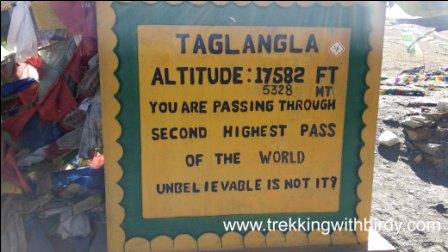 TAGLANGLA
ALTITUDE: 17582 FT
5328 MT
YOU ARE PASSING THROUGH
SECOND HIGHEST PASS
OF THE WORLD
UNBELIEVABLE IS NOT IT?
www.trekkingwithbirdy.com